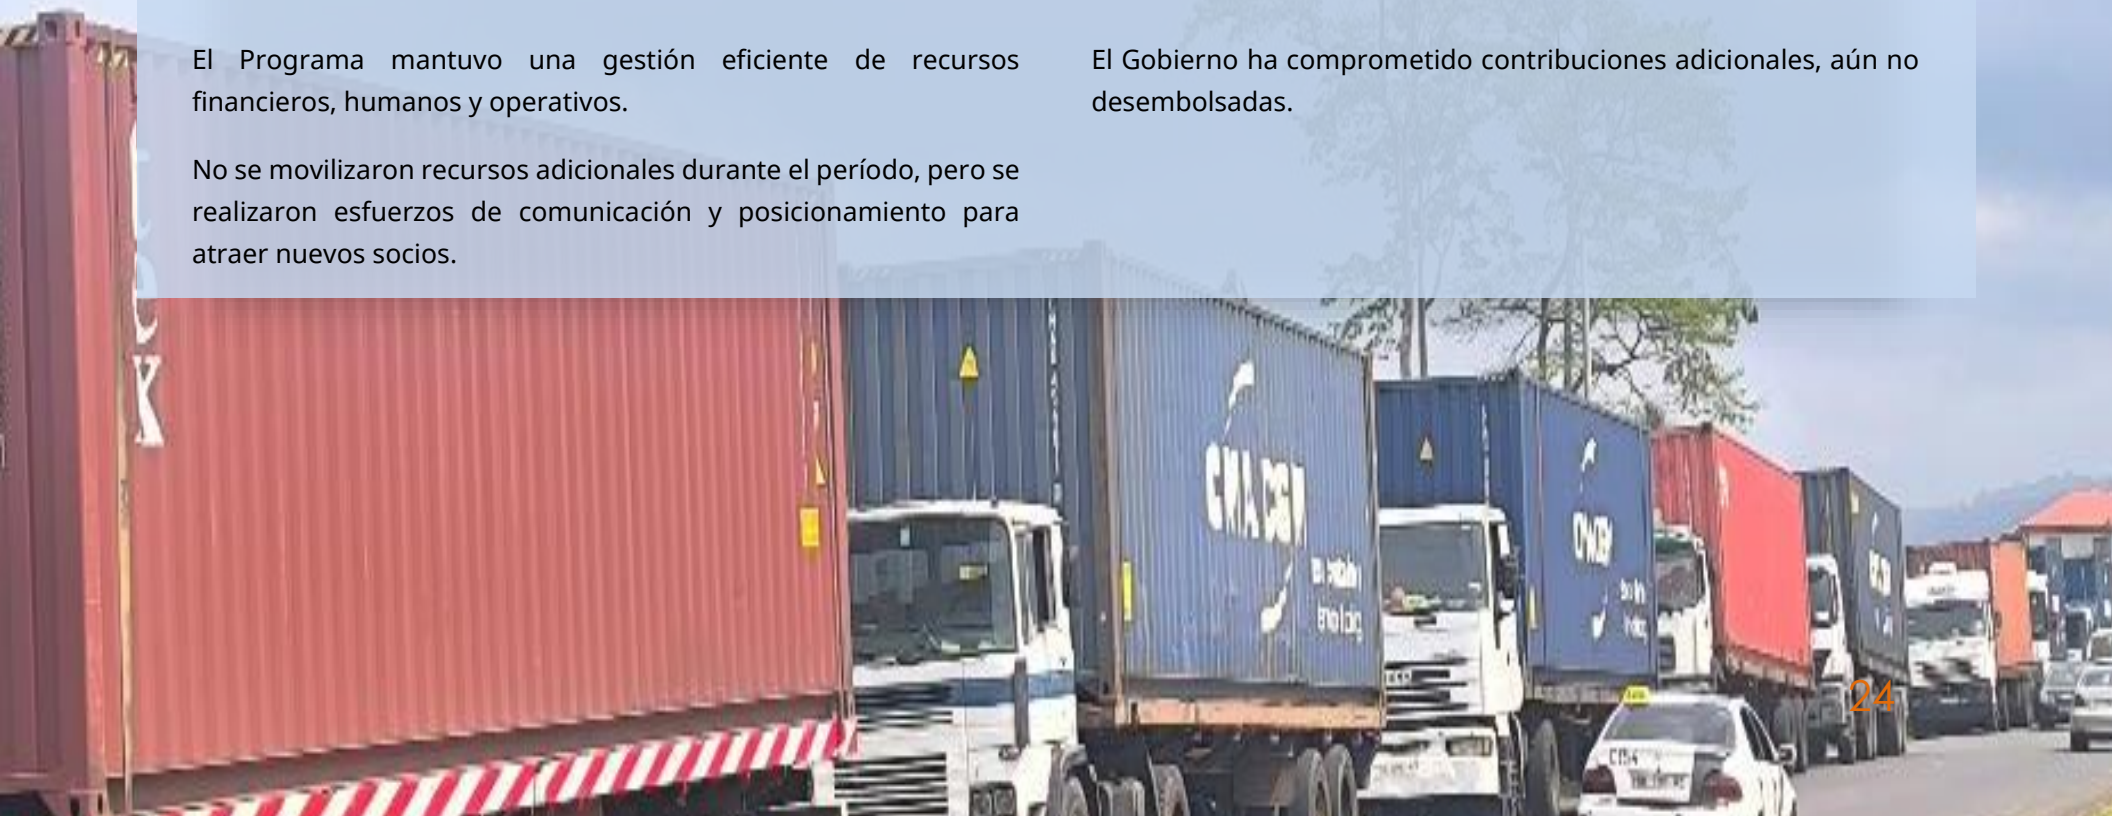 El Programa mantuvo una gestión eficiente de recursos
financieros, humanos y operativos.
No se movilizaron recursos adicionales durante el período, pero se
realizaron esfuerzos de comunicación y posicionamiento para
atraer nuevos socios.
El Gobierno ha comprometido contribuciones adicionales, aún no
desembolsadas.
CMA CGM
24